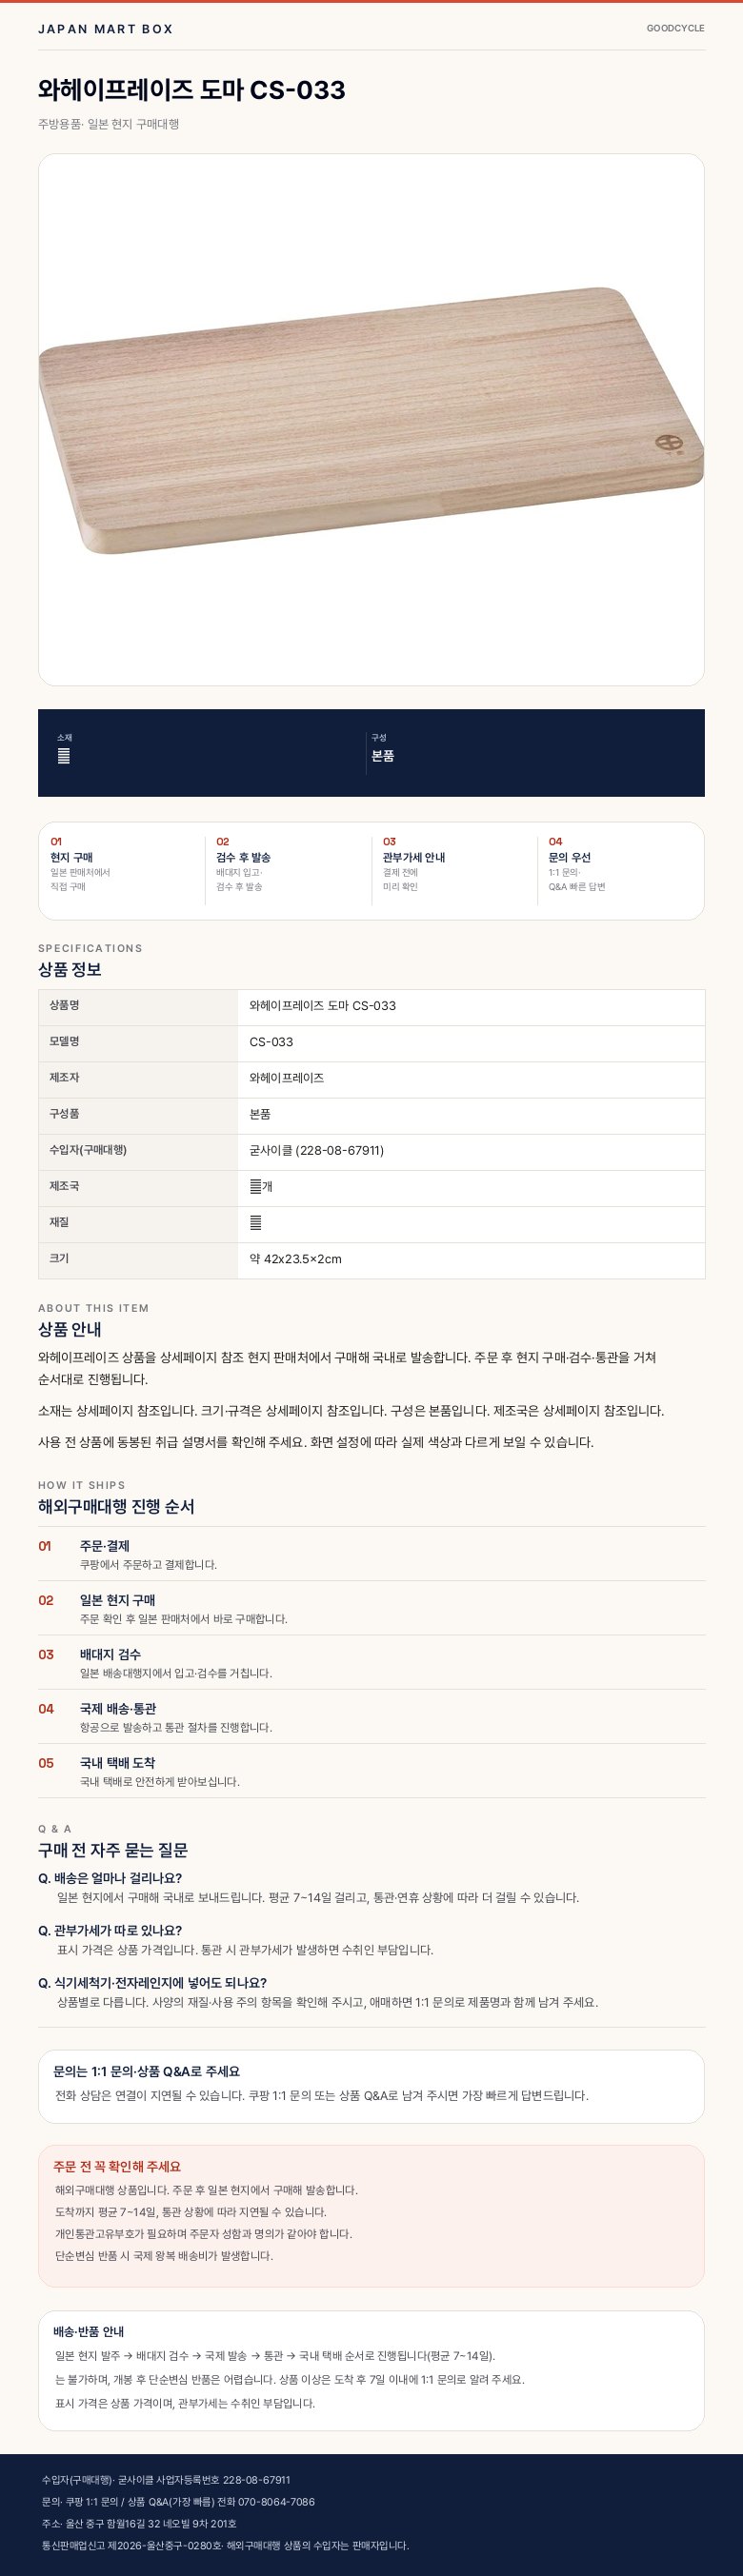 JAPAN MART BOX
GOODCYCLE
와헤이프레이즈 도마 CS-033
주방용품· 일본 현지 구매대행
소재
구성
본품
01
현지 구매
일본 판매처에서
직접 구매
02
검수 후 발송
배대지 입고·
검수 후 발송
03
관부가세 안내
결제 전에
미리 확인
04
문의 우선
1:1 문의·
Q&A 빠른 답변
SPECIFICATIONS
상품 정보
상품명 와헤이프레이즈 도마 CS-033
모델명 CS-033
제조자 와헤이프레이즈
구성품 본품
수입자(구매대행) 굳사이클 (228-08-67911)
제조국 개
재질
크기 약 42x23.5×2cm
ABOUT THIS ITEM
상품 안내
와헤이프레이즈 상품을 상세페이지 참조 현지 판매처에서 구매해 국내로 발송합니다. 주문 후 현지 구매·검수·통관을 거쳐
순서대로 진행됩니다.
소재는 상세페이지 참조입니다. 크기·규격은 상세페이지 참조입니다. 구성은 본품입니다. 제조국은 상세페이지 참조입니다.
사용 전 상품에 동봉된 취급 설명서를 확인해 주세요. 화면 설정에 따라 실제 색상과 다르게 보일 수 있습니다.
HOW IT SHIPS
해외구매대행 진행 순서
01 주문·결제
쿠팡에서 주문하고 결제합니다.
02 일본 현지 구매
주문 확인 후 일본 판매처에서 바로 구매합니다.
03 배대지 검수
일본 배송대행지에서 입고·검수를 거칩니다.
04 국제 배송·통관
항공으로 발송하고 통관 절차를 진행합니다.
05 국내 택배 도착
국내 택배로 안전하게 받아보십니다.
Q & A
구매 전 자주 묻는 질문
Q. 배송은 얼마나 걸리나요?
일본 현지에서 구매해 국내로 보내드립니다. 평균 7~14일 걸리고, 통관·연휴 상황에 따라 더 걸릴 수 있습니다.
Q. 관부가세가 따로 있나요?
표시 가격은 상품 가격입니다. 통관 시 관부가세가 발생하면 수취인 부담입니다.
Q. 식기세척기·전자레인지에 넣어도 되나요?
상품별로 다릅니다. 사양의 재질·사용 주의 항목을 확인해 주시고, 애매하면 1:1 문의로 제품명과 함께 남겨 주세요.
문의는 1:1 문의·상품 Q&A로 주세요
전화 상담은 연결이 지연될 수 있습니다. 쿠팡 1:1 문의 또는 상품 Q&A로 남겨 주시면 가장 빠르게 답변드립니다.
주문 전 꼭 확인해 주세요
해외구매대행 상품입니다. 주문 후 일본 현지에서 구매해 발송합니다.
도착까지 평균 7~14일, 통관 상황에 따라 지연될 수 있습니다.
개인통관고유부호가 필요하며 주문자 성함과 명의가 같아야 합니다.
단순변심 반품 시 국제 왕복 배송비가 발생합니다.
배송·반품 안내
일본 현지 발주 → 배대지 검수 → 국제 발송 → 통관 → 국내 택배 순서로 진행됩니다(평균 7~14일).
는 불가하며, 개봉 후 단순변심 반품은 어렵습니다. 상품 이상은 도착 후 7일 이내에 1:1 문의로 알려 주세요.
표시 가격은 상품 가격이며, 관부가세는 수취인 부담입니다.
수입자(구매대행)· 굳사이클 사업자등록번호 228-08-67911
문의· 쿠팡 1:1 문의 / 상품 Q&A(가장 빠름) 전화 070-8064-7086
주소· 울산 중구 함월16길 32 네오빌 9차 201호
통신판매업신고 제2026-울산중구-0280호· 해외구매대행 상품의 수입자는 판매자입니다.